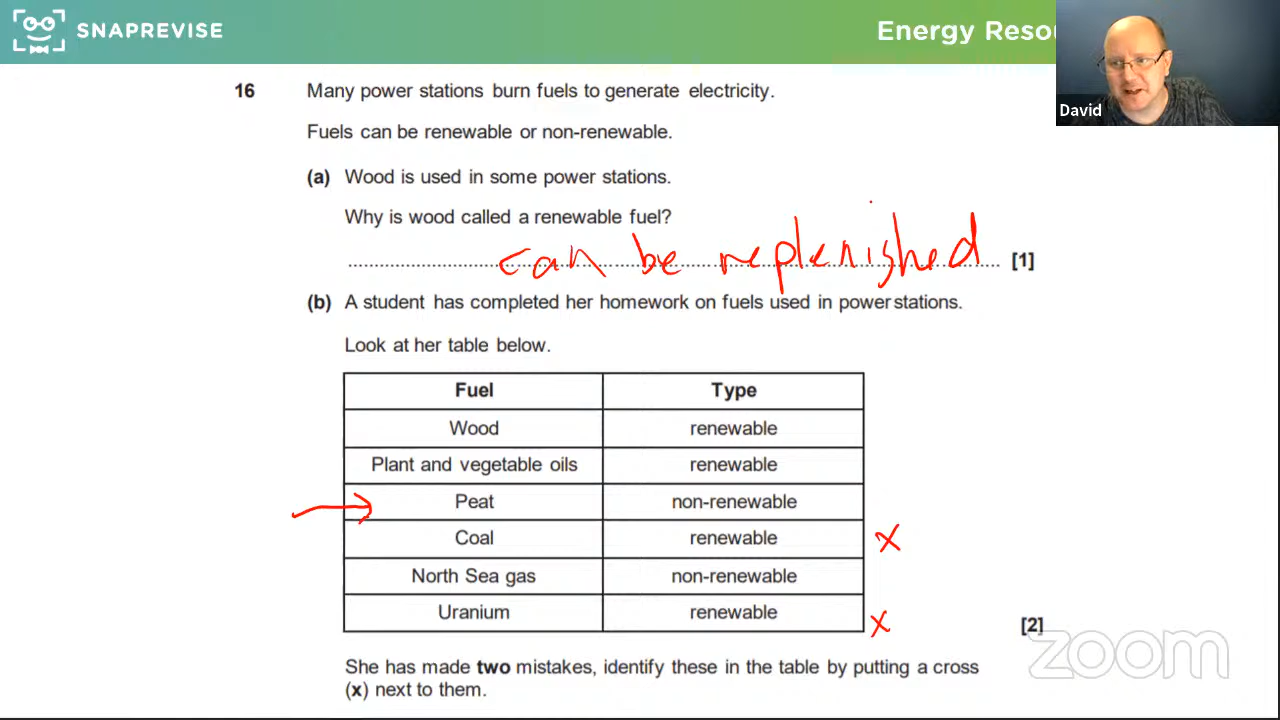 SNAPREVISE
Energy Resou
David
16 Many power stations burn fuels to generate electricity.
Fuels can be renewable or non-renewable.
(a) Wood is used in some power stations.
Why is wood called a renewable fuel?
can be replenished [1]
(b) A student has completed her homework on fuels used in power stations.
Look at her table below.
Fuel Type
Wood renewable
Plant and vegetable oils renewable
Peat non-renewable
Coal renewable x
North Sea gas non-renewable
Uranium renewable x
[2]
zoom
She has made two mistakes, identify these in the table by putting a cross
(x) next to them.